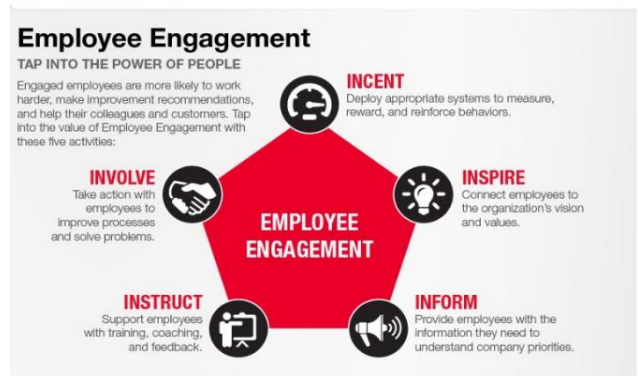 Employee Engagement
TAP INTO THE POWER OF PEOPLE
Engaged employees are more likely to work
harder, make improvement recommendations,
and help their colleagues and customers. Tap
into the value of Employee Engagement with
these five activities:
INCENT
Deploy appropriate systems to measure,
reward, and reinforce behaviors.
INVOLVE
Take action with
employees to
improve processes
and solve problems.
INSPIRE
Connect employees to
the organization's vision
and values.
EMPLOYEE
ENGAGEMENT
INSTRUCT
Support employees
with training, coaching,
and feedback.
INFORM
Provide employees with the
information they need to
understand company priorities.